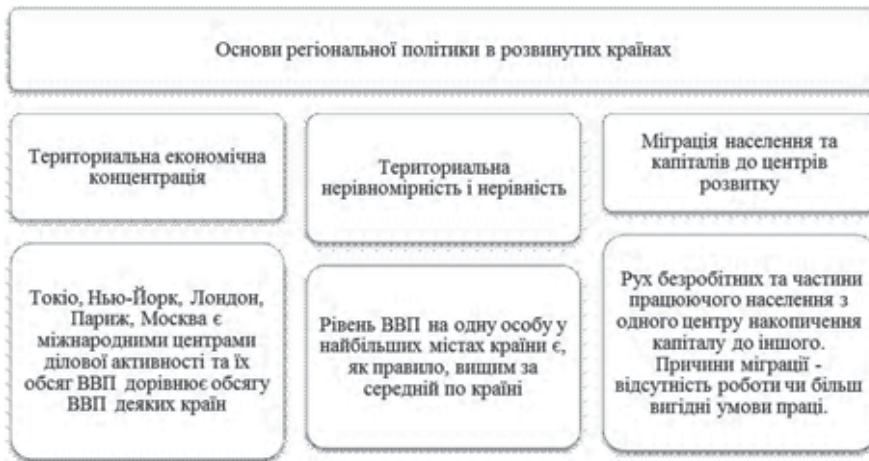 Основи регіональної політики в розвинутих країнах
Територіальна економічна
концентрація
Токіо, Нью-Йорк, Лондон,
Париж, Москва є
міжнародними центрами
ділової активності та їх
обсяг ВВП дорівнює обсягу
ВВП деяких країн
Територіальна
нерівномірність і нерівність
Рівень ВВП на одну особу у
найбільших містах країни є,
як правило, вищим за
середній по країні
Міграція населення та
капіталів до центрів
розвитку
Рух безробітних та частини
працюючого населення з
одного центру накопичення
капіталу до іншого.
Причини міграції -
відсутність роботи чи більш
вигідні умови праці.